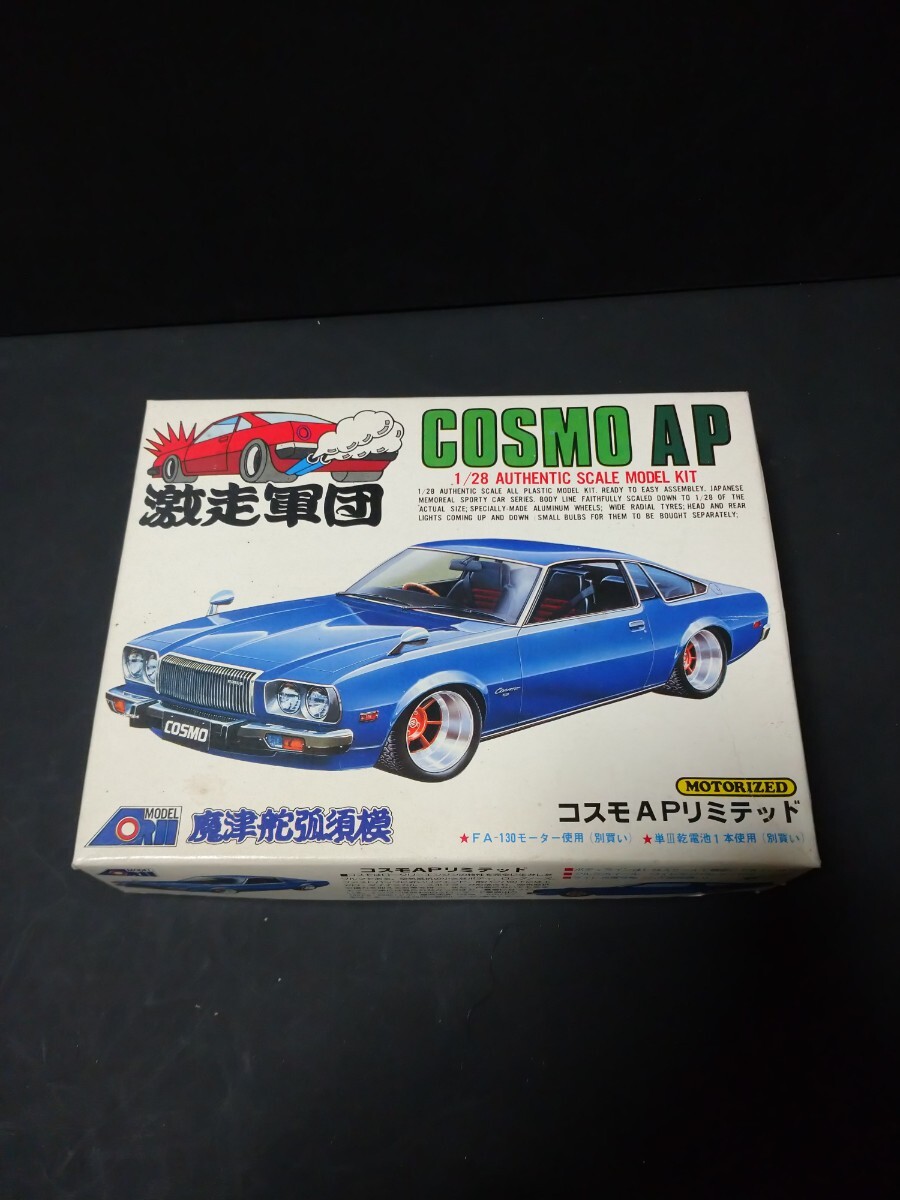 激走軍団
COSMO AP
1/28 AUTHENTIC SCALE MODEL KIT
1/28 AUTHENTIC SCALE ALL PLASTIC MODEL KIT. READY TO EASY ASSEMBLEY. JAPANESE
MEMOREAL SPORTY CAR SERIES. BODY LINE FAITHFULLY SCALED DOWN TO 1/28 OF THE
ACTUAL SIZE; SPECIALLY-MADE ALUMINUM WHEELS; WIDE RADIAL TYRES; HEAD AND REAR
LIGHTS COMING UP AND DOWN (SMALL BULBS FOR THEM TO BE BOUGHT SEPARATELY;
Cosmo
COSMO
MOTORIZED
コスモAPリミテッド
MODEL
ARII
魔津舵弧須模
★FA-130モーター使用(別買い) ★単III乾電池1本使用(別買い)
ARII
コスモAPリミテッド